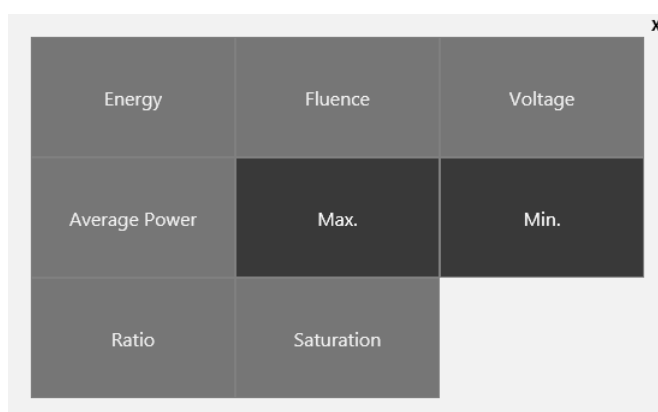 X
Energy
Fluence
Voltage
Average Power
Max.
Min.
Ratio
Saturation